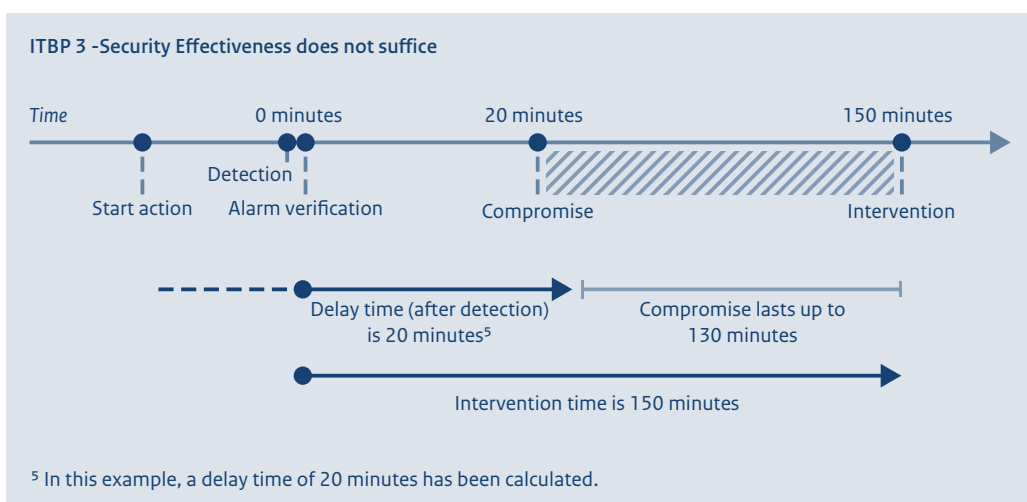 ITBP 3 -Security Effectiveness does not suffice
Time
0 minutes
20 minutes
150 minutes
Detection
Start action
Alarm verification
Compromise
Intervention
Delay time (after detection)
is 20 minutes⁵
Compromise lasts up to
130 minutes
Intervention time is 150 minutes
⁵ In this example, a delay time of 20 minutes has been calculated.